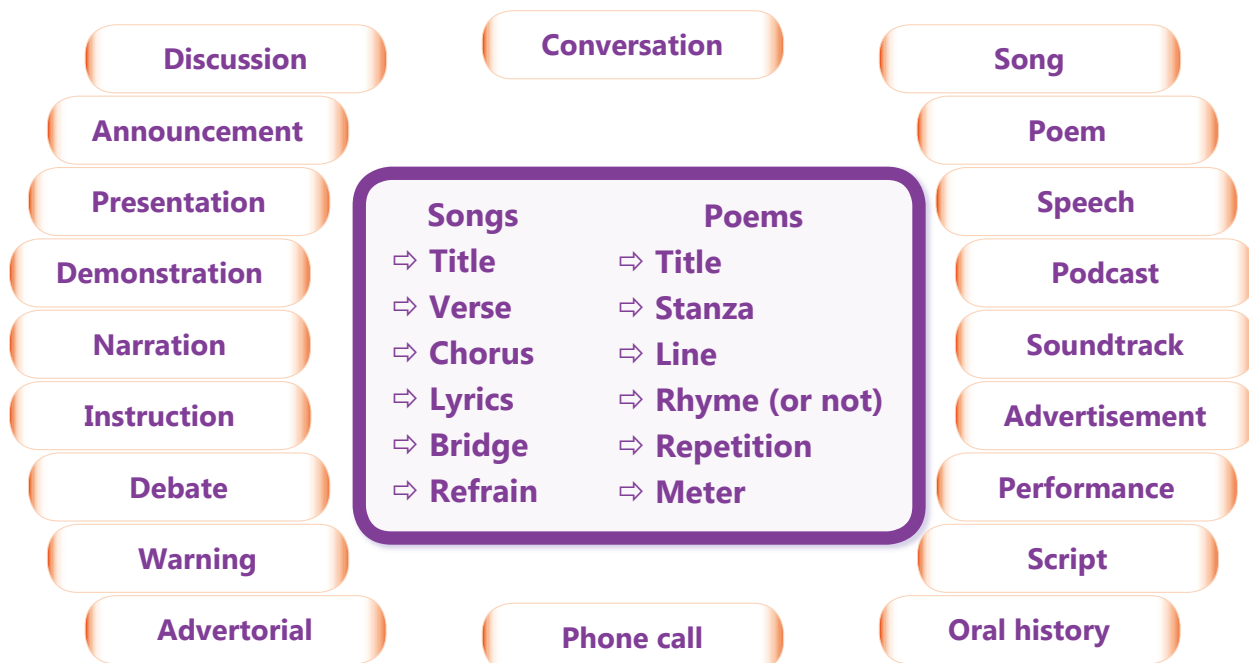 Conversation
Discussion
Announcement
Presentation
Demonstration
Narration
Instruction
Debate
Warning
Advertorial
Songs
⇨ Title
⇨ Verse
⇨ Chorus
⇨ Lyrics
⇨ Bridge
⇨ Refrain
Poems
⇨ Title
⇨ Stanza
⇨ Line
⇨ Rhyme (or not)
⇨ Repetition
⇨ Meter
Song
Poem
Speech
Podcast
Soundtrack
Advertisement
Performance
Script
Oral history
Phone call